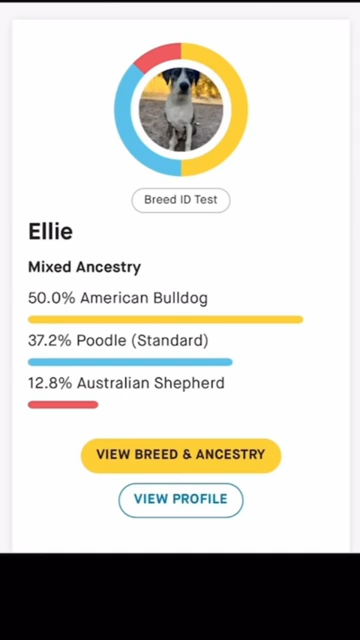 Breed ID Test
Ellie
Mixed Ancestry
50.0% American Bulldog
37.2% Poodle (Standard)
12.8% Australian Shepherd
VIEW BREED & ANCESTRY
VIEW PROFILE